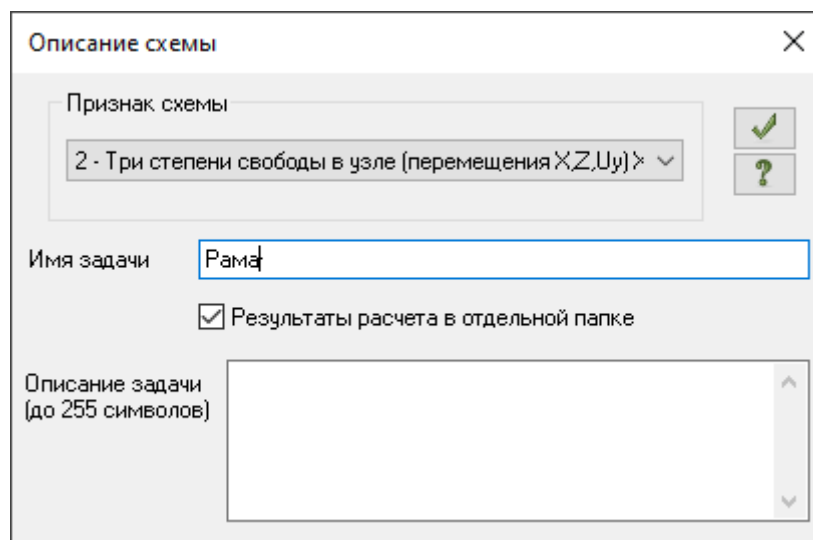 Описание схемы
Признак схемы
2 - Три степени свободы в узле (перемещения X,Z,Uy) X
Имя задачи
Рама
Результаты расчета в отдельной папке
Описание задачи
(до 255 символов)